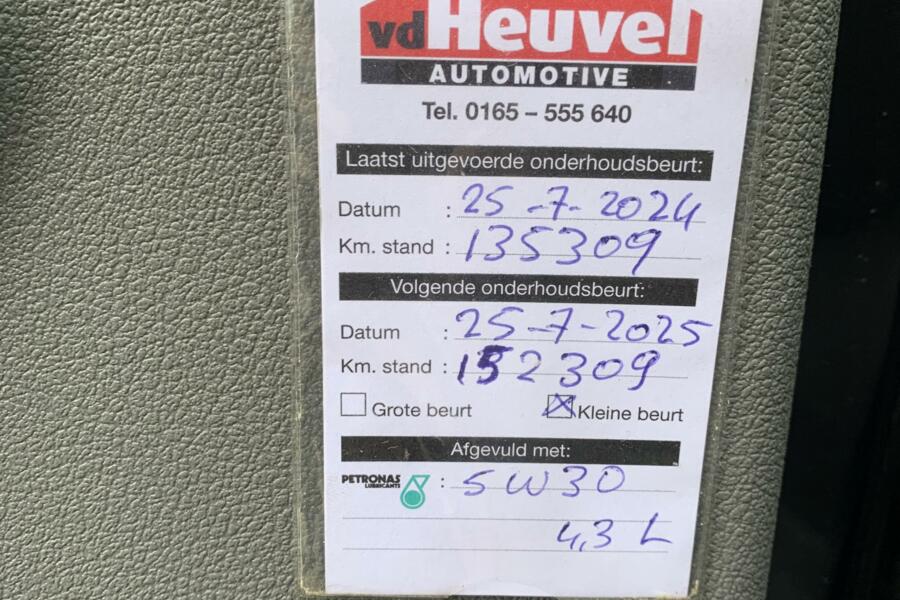 vdHeuvel
AUTOMOTIVE
Tel. 0165 – 555 640
Laatst uitgevoerde onderhoudsbeurt:
Datum : 25-7-2024
Km. stand : 135309
Volgende onderhoudsbeurt:
Datum : 25-7-2025
Km. stand : 152309
Grote beurt Kleine beurt
Afgevuld met:
PETRONAS
LUBRICANTS : 5W30
4,3 L